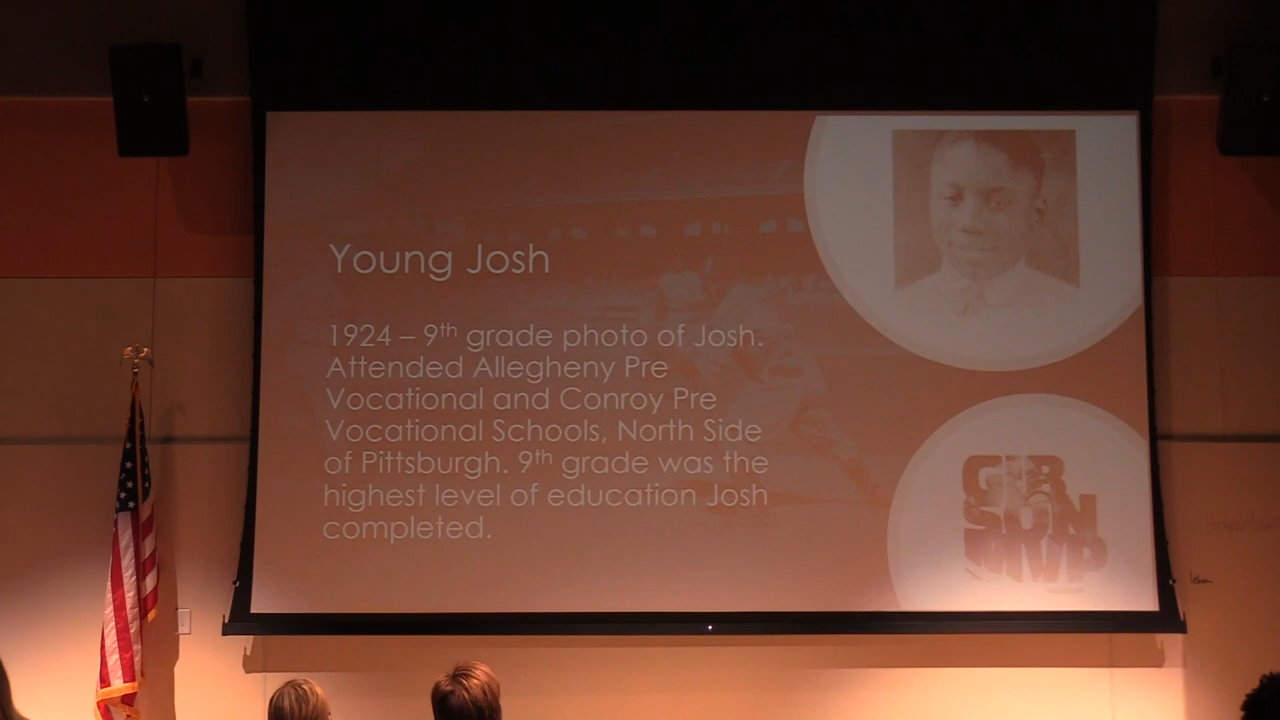 Young Josh
1924 – 9th grade photo of Josh.
Attended Allegheny Pre
Vocational and Conroy Pre
Vocational Schools, North Side
of Pittsburgh. 9th grade was the
highest level of education Josh
completed.
GIB
SON
MVP